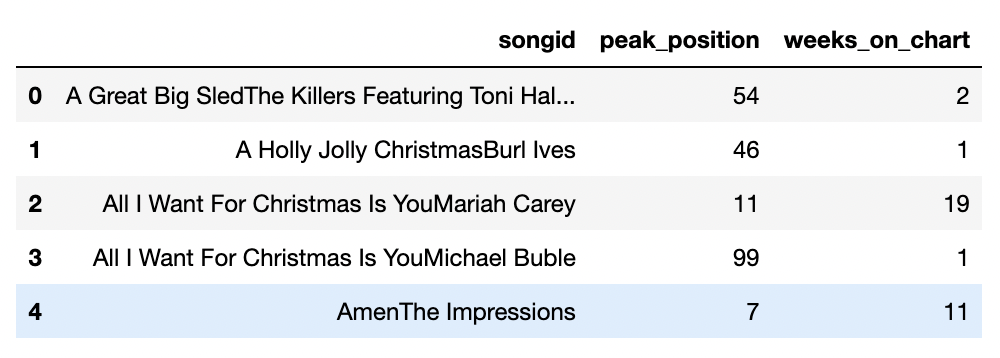 songid peak_position weeks_on_chart
0 A Great Big SledThe Killers Featuring Toni Hal... 54 2
1 A Holly Jolly ChristmasBurl Ives 46 1
2 All I Want For Christmas Is YouMariah Carey 11 19
3 All I Want For Christmas Is YouMichael Buble 99 1
4 AmenThe Impressions 7 11